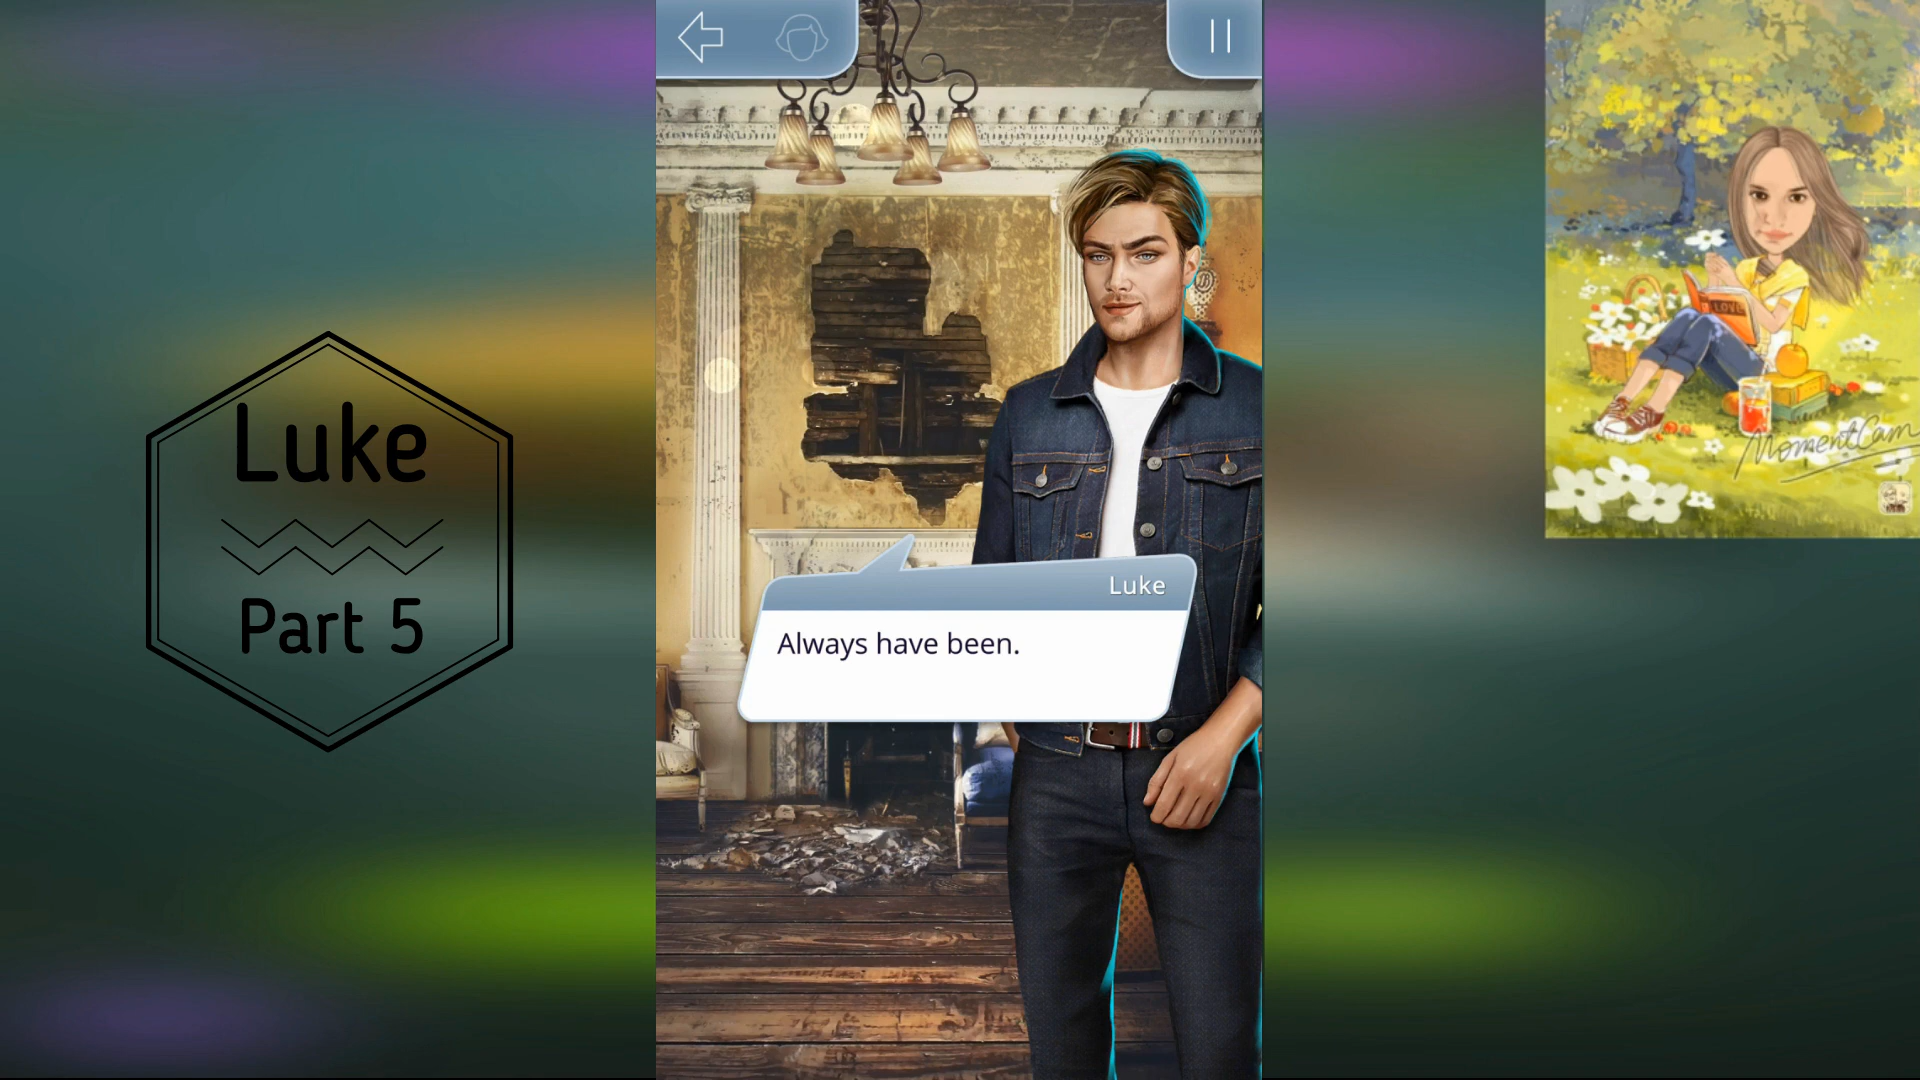 Luke
Part 5
Luke
Always have been.
LOVE
MomentCam